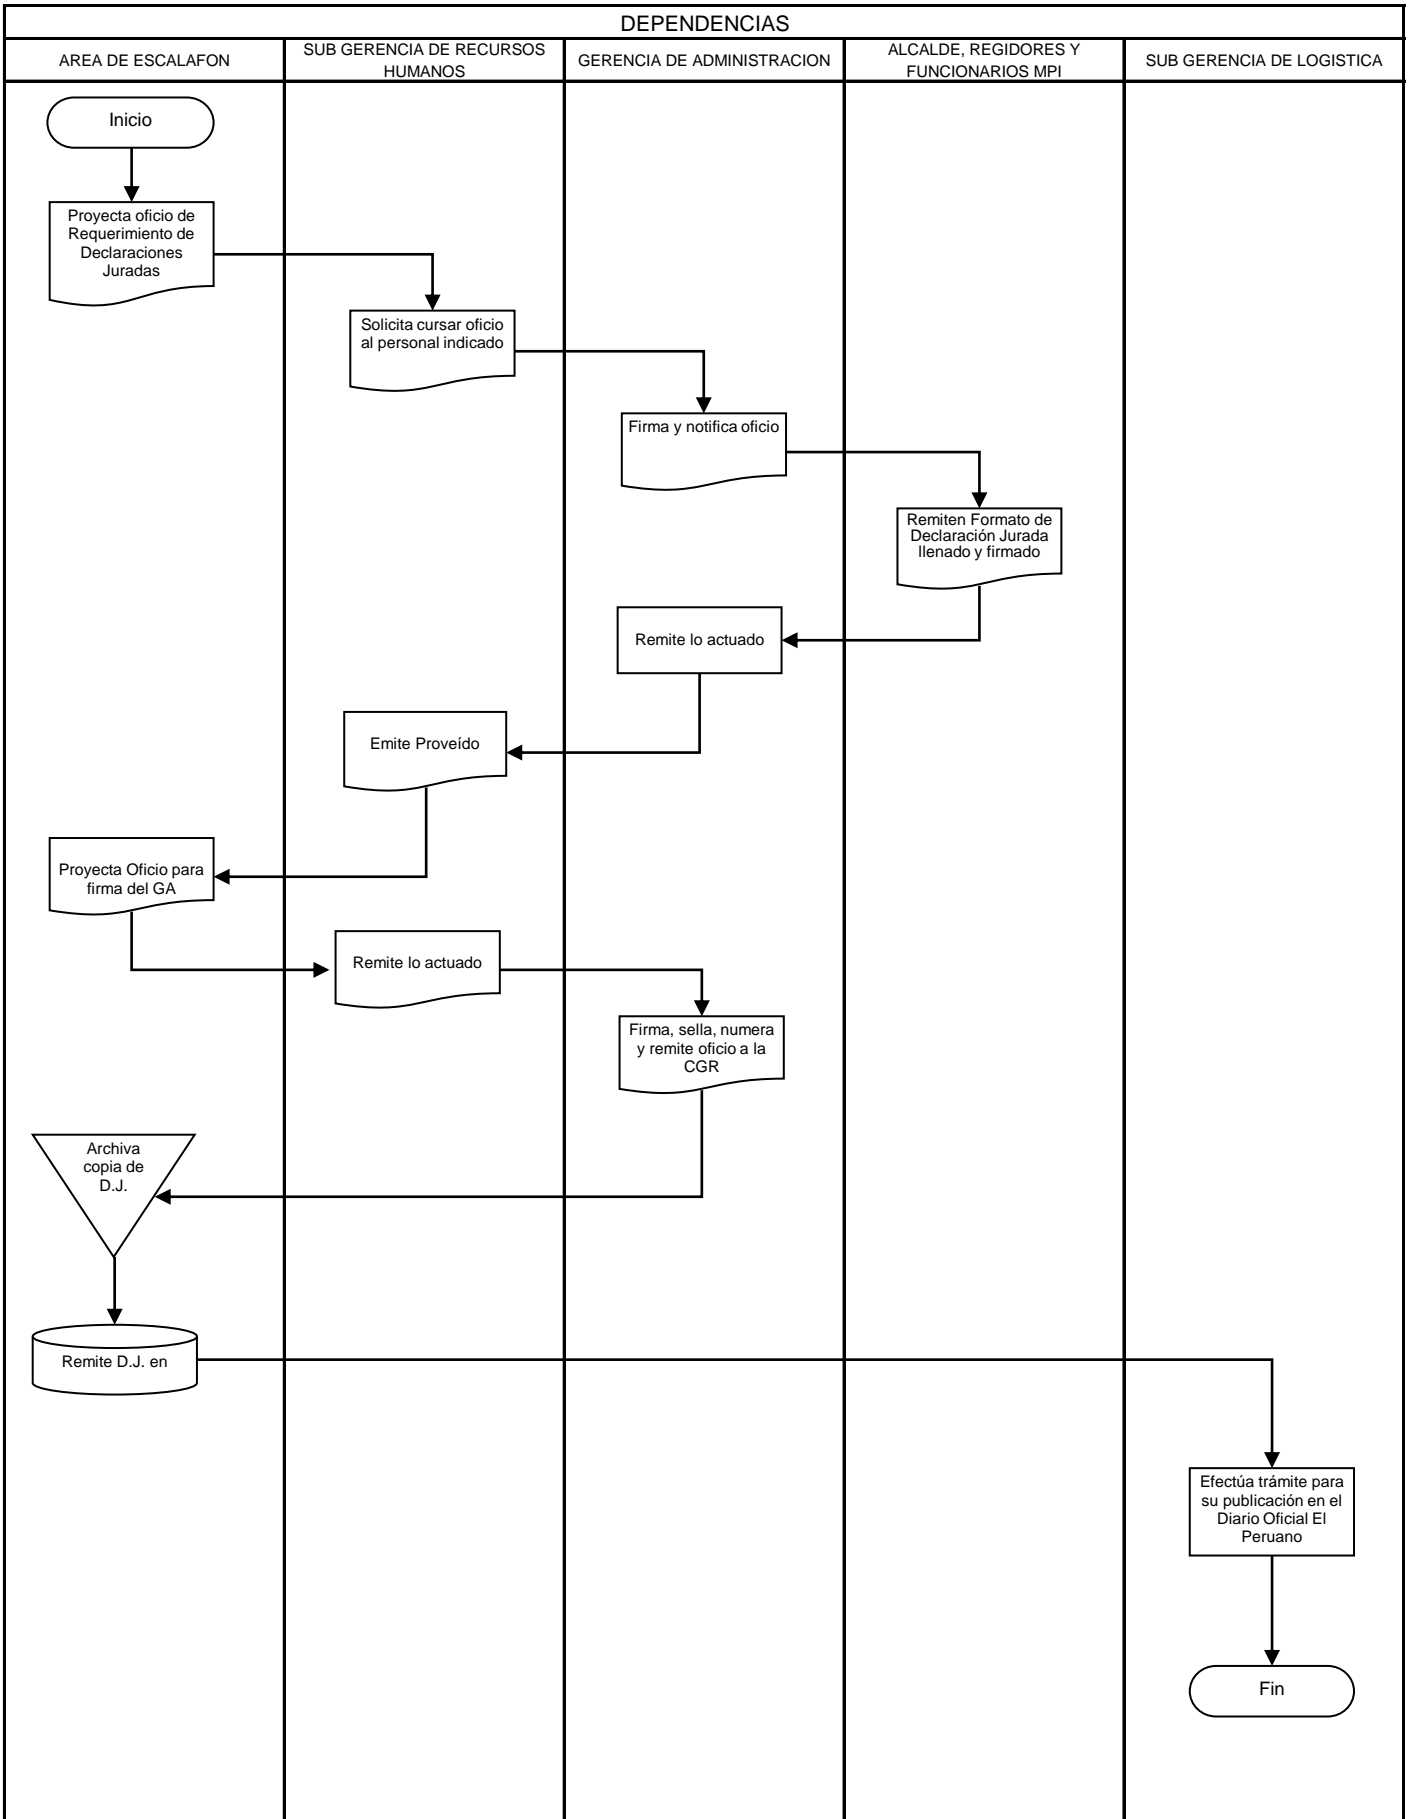 DEPENDENCIAS
AREA DE ESCALAFON
SUB GERENCIA DE RECURSOS
HUMANOS
GERENCIA DE ADMINISTRACION
ALCALDE, REGIDORES Y
FUNCIONARIOS MPI
SUB GERENCIA DE LOGISTICA
Inicio
Proyecta oficio de
Requerimiento de
Declaraciones
Juradas
Solicita cursar oficio
al personal indicado
Firma y notifica oficio
Remiten Formato de
Declaración Jurada
llenado y firmado
Remite lo actuado
Emite Proveído
Proyecta Oficio para
firma del GA
Remite lo actuado
Firma, sella, numera
y remite oficio a la
CGR
Archiva
copia de
D.J.
Remite D.J. en
Efectúa trámite para
su publicación en el
Diario Oficial El
Peruano
Fin